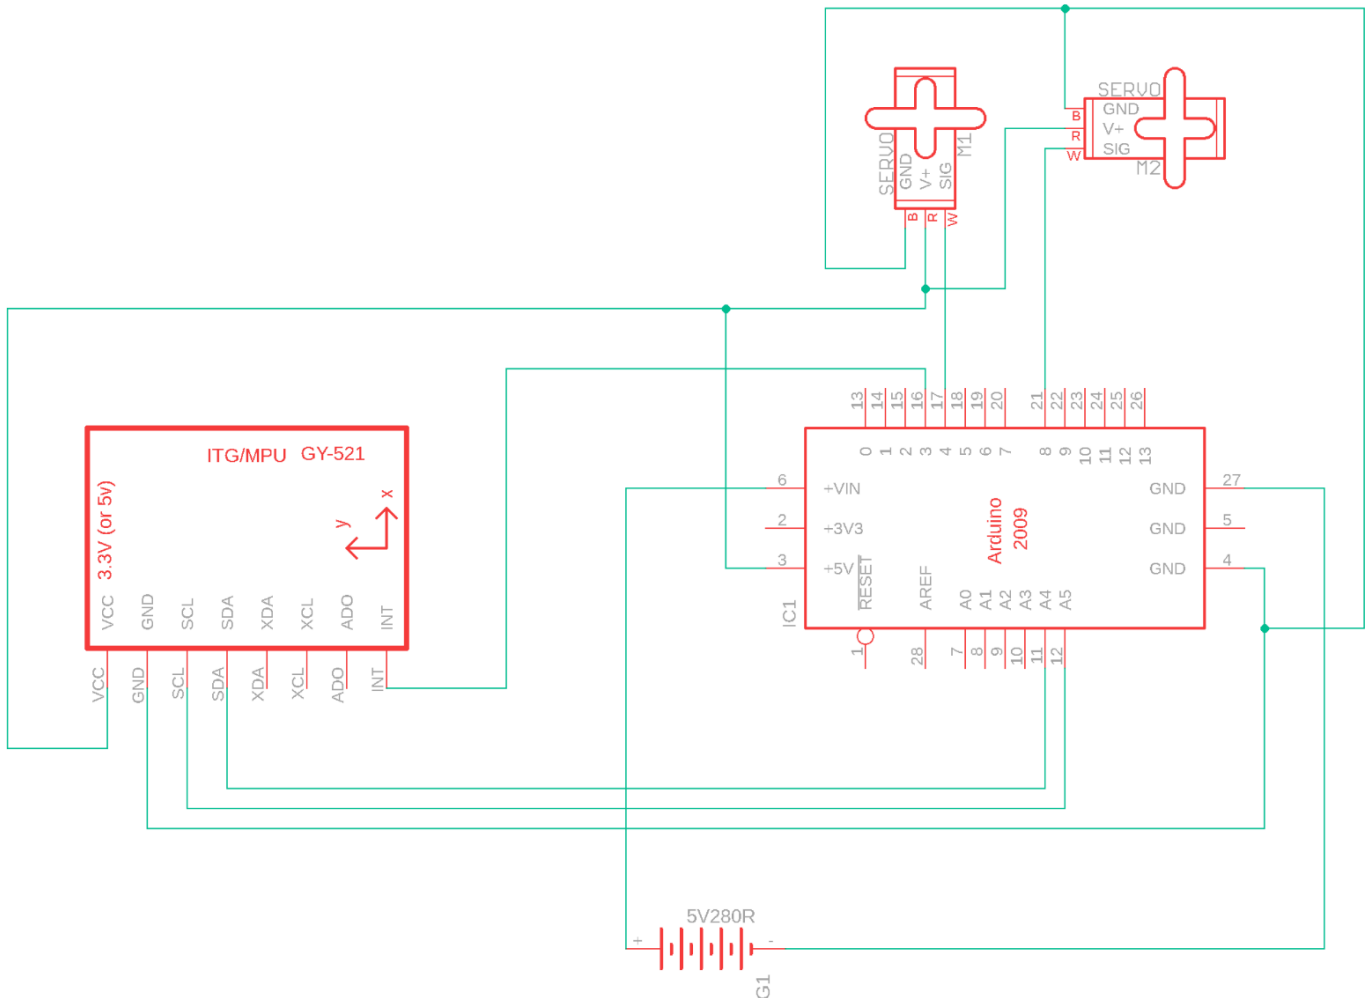 SERVO
GND
V+
SIG
B
R
W
M2
SERVO
GND
V+
SIG
M1
B
R
W
13
14
15
16
17
18
19
20
21
22
23
24
25
26
0
1
2
3
4
5
6
7
8
9
10
11
12
13
6
+VIN
GND
27
2
+3V3
GND
5
3
+5V
GND
4
Arduino
2009
IC1
RESET
AREF
A0
A1
A2
A3
A4
A5
1
28
7
8
9
10
11
12
ITG/MPU GY-521
3.3V (or 5v)
x
y
VCC
GND
SCL
SDA
XDA
XCL
ADO
INT
VCC
GND
SCL
SDA
XDA
XCL
ADO
INT
5V280R
+
-
G1